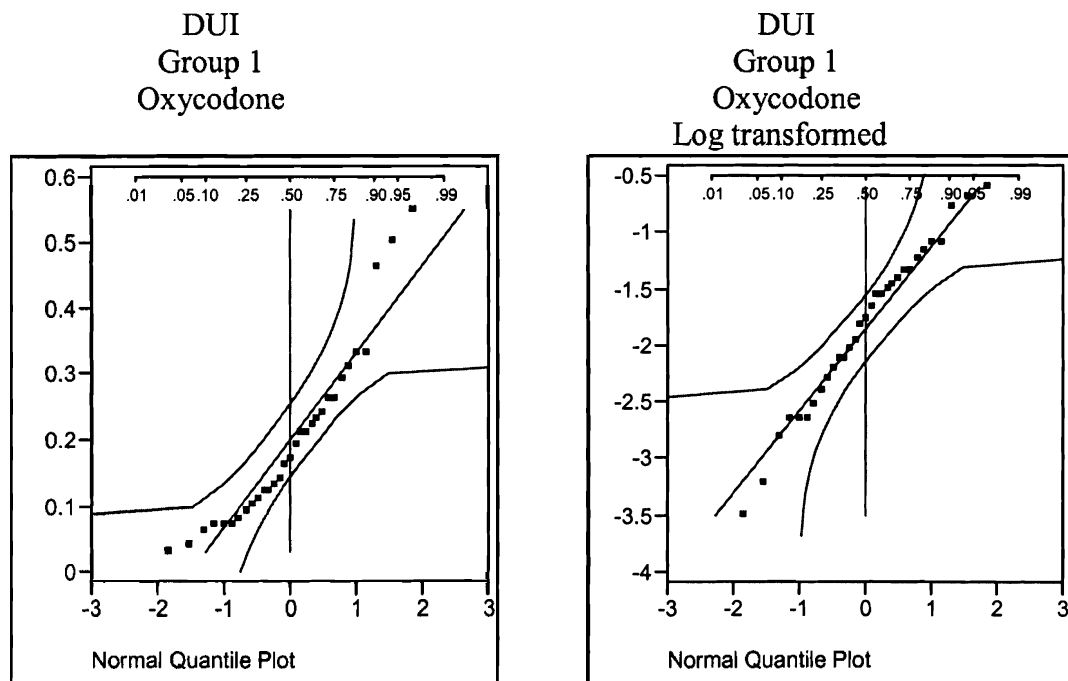 DUI
Group 1
Oxycodone
0.6
0.5
0.4
0.3
0.2
0.1
0
.01 .05 .10 .25 .50 .75 .90 .95 .99
-3 -2 -1 0 1 2 3
Normal Quantile Plot
DUI
Group 1
Oxycodone
Log transformed
-0.5
-1
-1.5
-2
-2.5
-3
-3.5
-4
.01 .05 .10 .25 .50 .75 .90 .95 .99
-3 -2 -1 0 1 2 3
Normal Quantile Plot